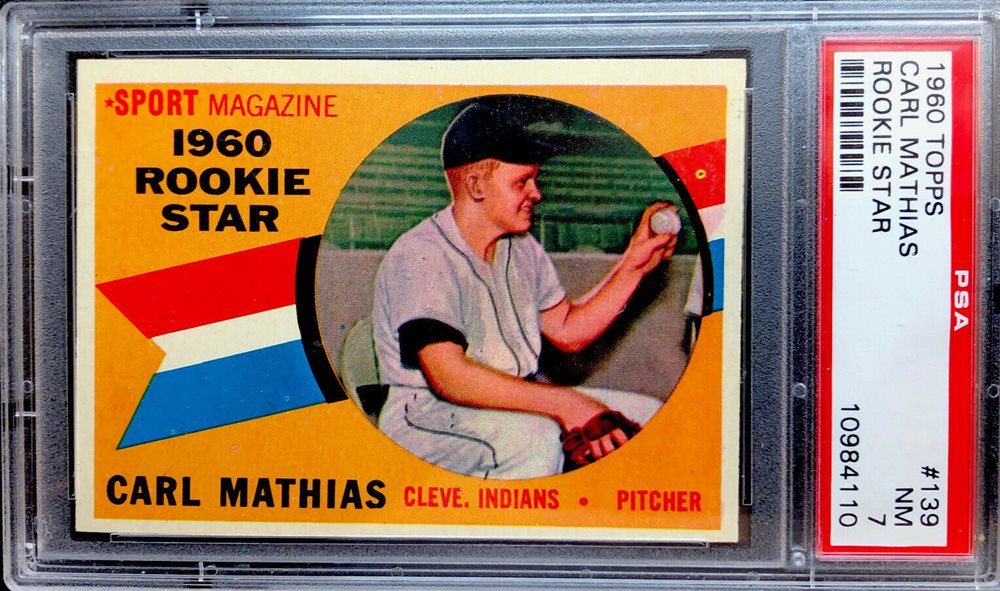 ★SPORT MAGAZINE
1960
ROOKIE
STAR
CARL MATHIAS CLEVE. INDIANS • PITCHER
1960 TOPPS
CARL MATHIAS
ROOKIE STAR
PSA
#139
NM 7
10984110